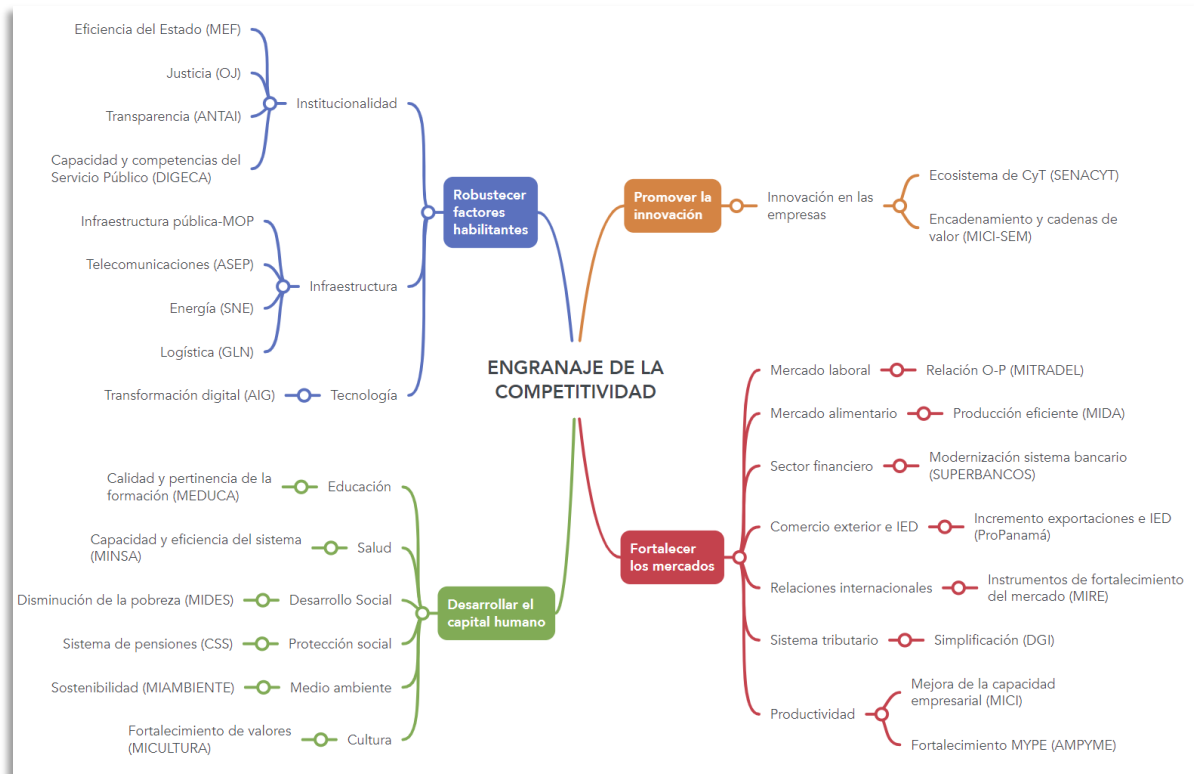 ENGRANAJE DE LA
COMPETITIVIDAD
Robustecer
factores
habilitantes
Institucionalidad
Eficiencia del Estado (MEF)
Justicia (OJ)
Transparencia (ANTAI)
Capacidad y competencias del
Servicio Público (DIGECA)
Infraestructura
Infraestructura pública-MOP
Telecomunicaciones (ASEP)
Energía (SNE)
Logística (GLN)
Tecnología
Transformación digital (AIG)
Promover la
innovación
Innovación en las
empresas
Ecosistema de CyT (SENACYT)
Encadenamiento y cadenas de
valor (MICI-SEM)
Desarrollar el
capital humano
Educación
Calidad y pertinencia de la
formación (MEDUCA)
Salud
Capacidad y eficiencia del sistema
(MINSA)
Desarrollo Social
Disminución de la pobreza (MIDES)
Protección social
Sistema de pensiones (CSS)
Medio ambiente
Sostenibilidad (MIAMBIENTE)
Cultura
Fortalecimiento de valores
(MICULTURA)
Fortalecer
los mercados
Mercado laboral
Relación O-P (MITRADEL)
Mercado alimentario
Producción eficiente (MIDA)
Sector financiero
Modernización sistema bancario
(SUPERBANCOS)
Comercio exterior e IED
Incremento exportaciones e IED
(ProPanamá)
Relaciones internacionales
Instrumentos de fortalecimiento
del mercado (MIRE)
Sistema tributario
Simplificación (DGI)
Productividad
Mejora de la capacidad
empresarial (MICI)
Fortalecimiento MYPE (AMPYME)